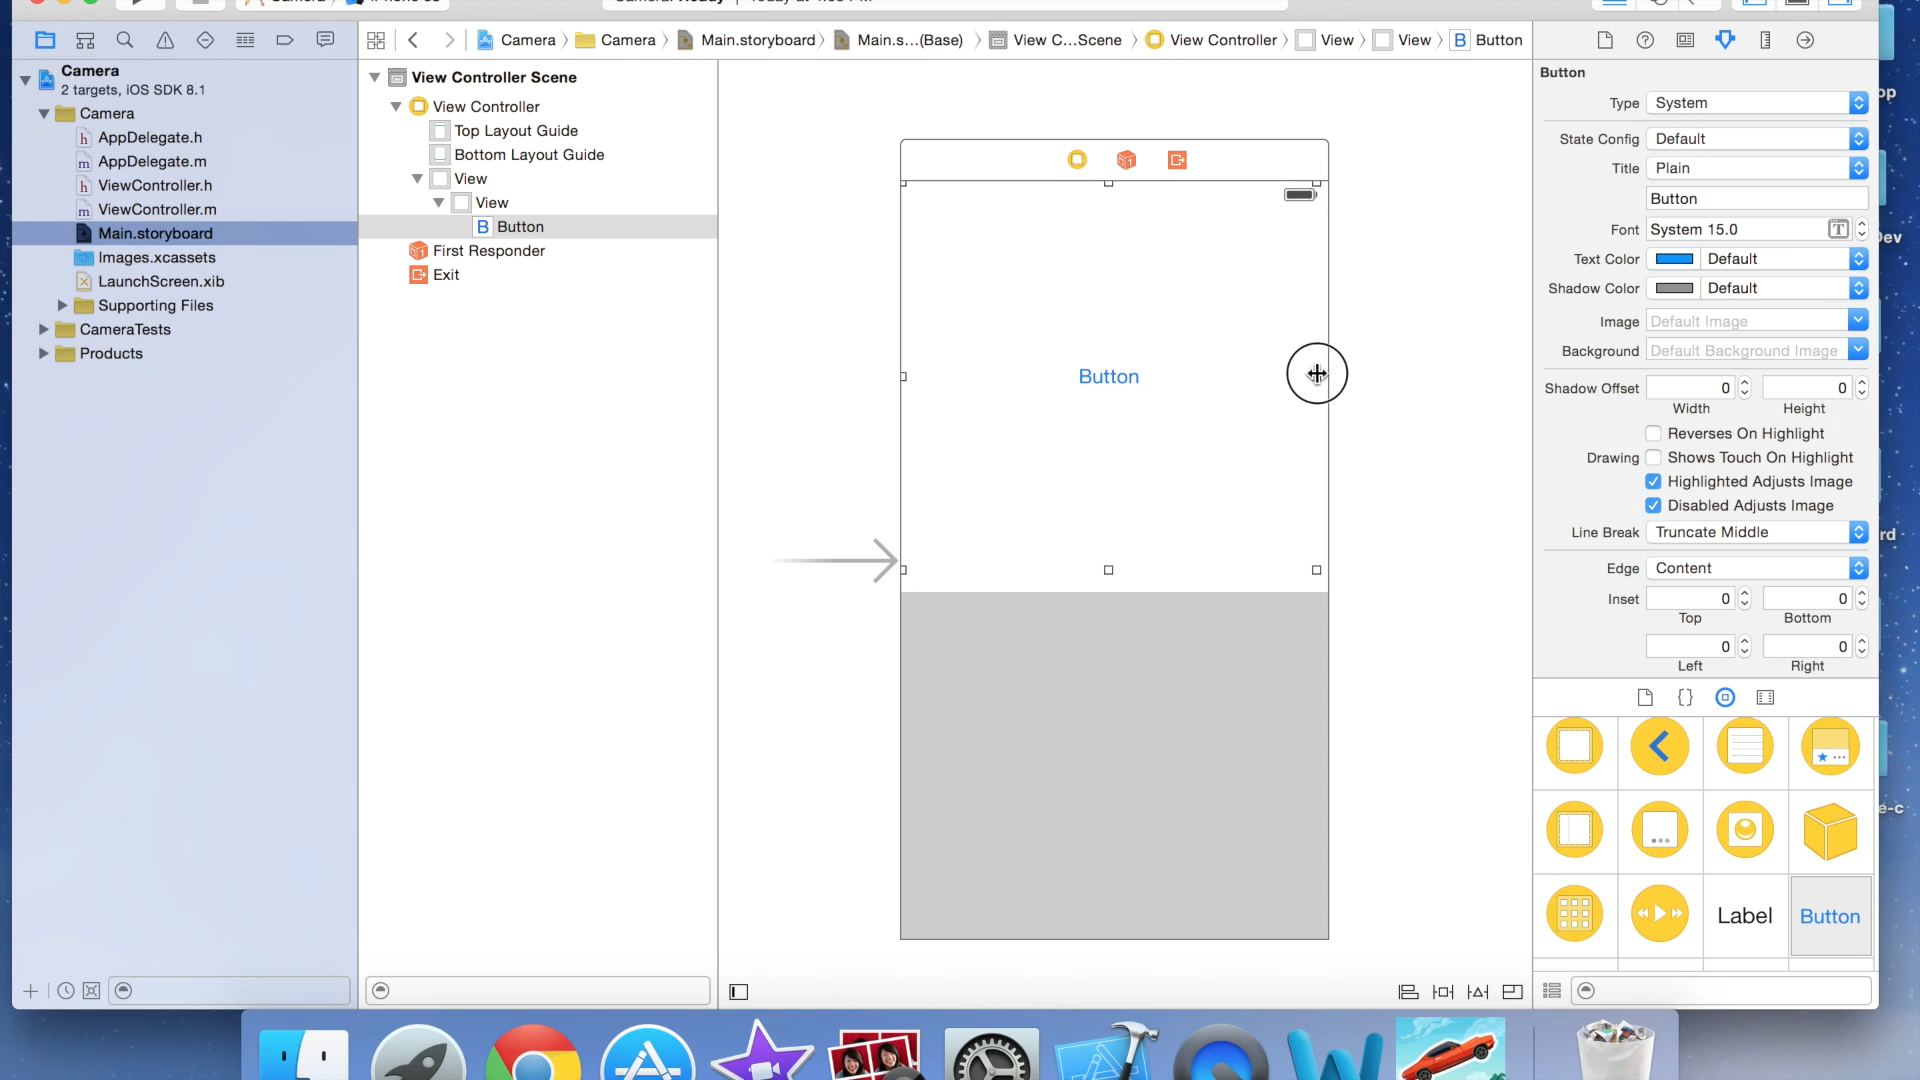 Camera
2 targets, iOS SDK 8.1
Camera
AppDelegate.h
AppDelegate.m
ViewController.h
ViewController.m
Main.storyboard
Images.xcassets
LaunchScreen.xib
Supporting Files
CameraTests
Products
Camera
Camera
Main.storyboard
Main.s...(Base)
View C...Scene
View Controller
View
View
B Button
View Controller Scene
View Controller
Top Layout Guide
Bottom Layout Guide
View
View
B Button
First Responder
Exit
Button
Button
Type System
State Config Default
Title Plain
Button
Font System 15.0
Text Color Default
Shadow Color Default
Image Default Image
Background Default Background Image
Shadow Offset 0 0
Width Height
Reverses On Highlight
Drawing Shows Touch On Highlight
Highlighted Adjusts Image
Disabled Adjusts Image
Line Break Truncate Middle
Edge Content
Inset 0 0
Top Bottom
0 0
Left Right
Label Button
op
Dev
rd
e-c